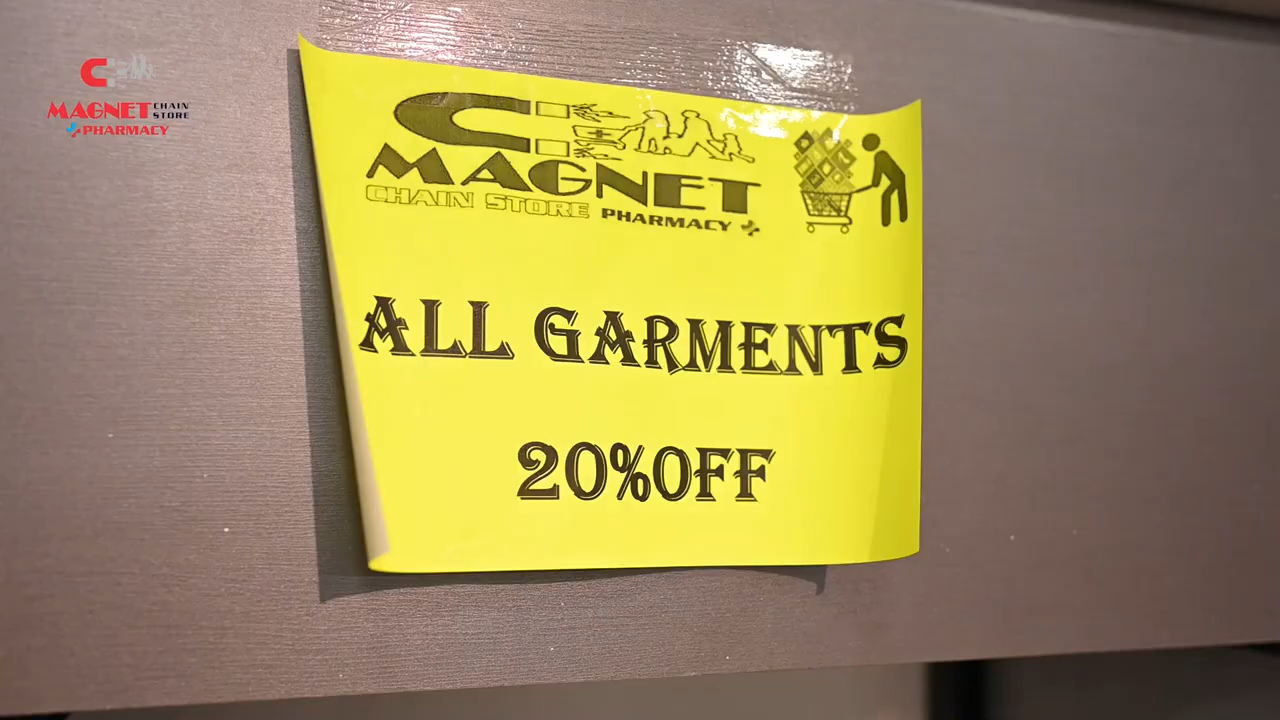 MAGNET CHAIN STORE
PHARMACY
MAGNET
CHAIN STORE PHARMACY
ALL GARMENTS
20%OFF